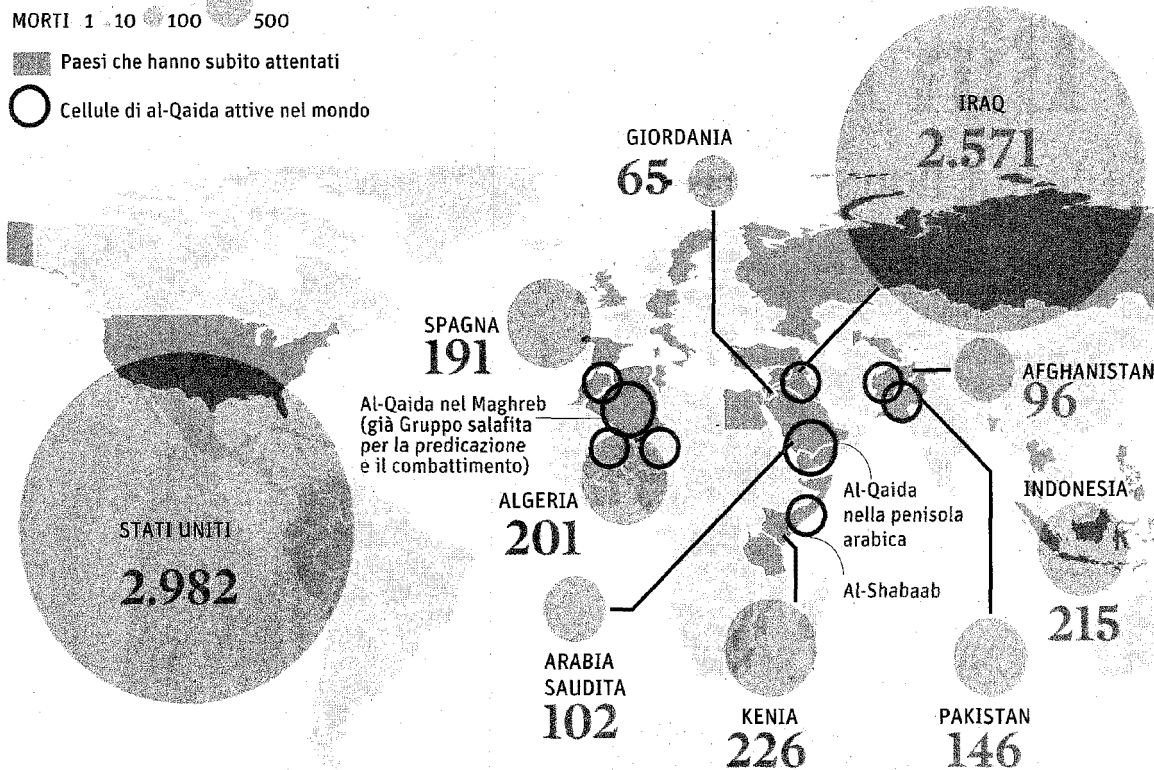 MORTI 1 10 100 500
Paesi che hanno subito attentati
Cellule di al-Qaida attive nel mondo
GIORDANIA
65
IRAQ
2.571
SPAGNA
191
Al-Qaida nel Maghreb
(già Gruppo salafita
per la predicazione
e il combattimento)
ALGERIA
201
AFGHANISTAN
96
STATI UNITI
2.982
Al-Qaida
nella penisola
arabica
INDONESIA
215
Al-Shabaab
ARABIA
SAUDITA
102
KENIA
226
PAKISTAN
146